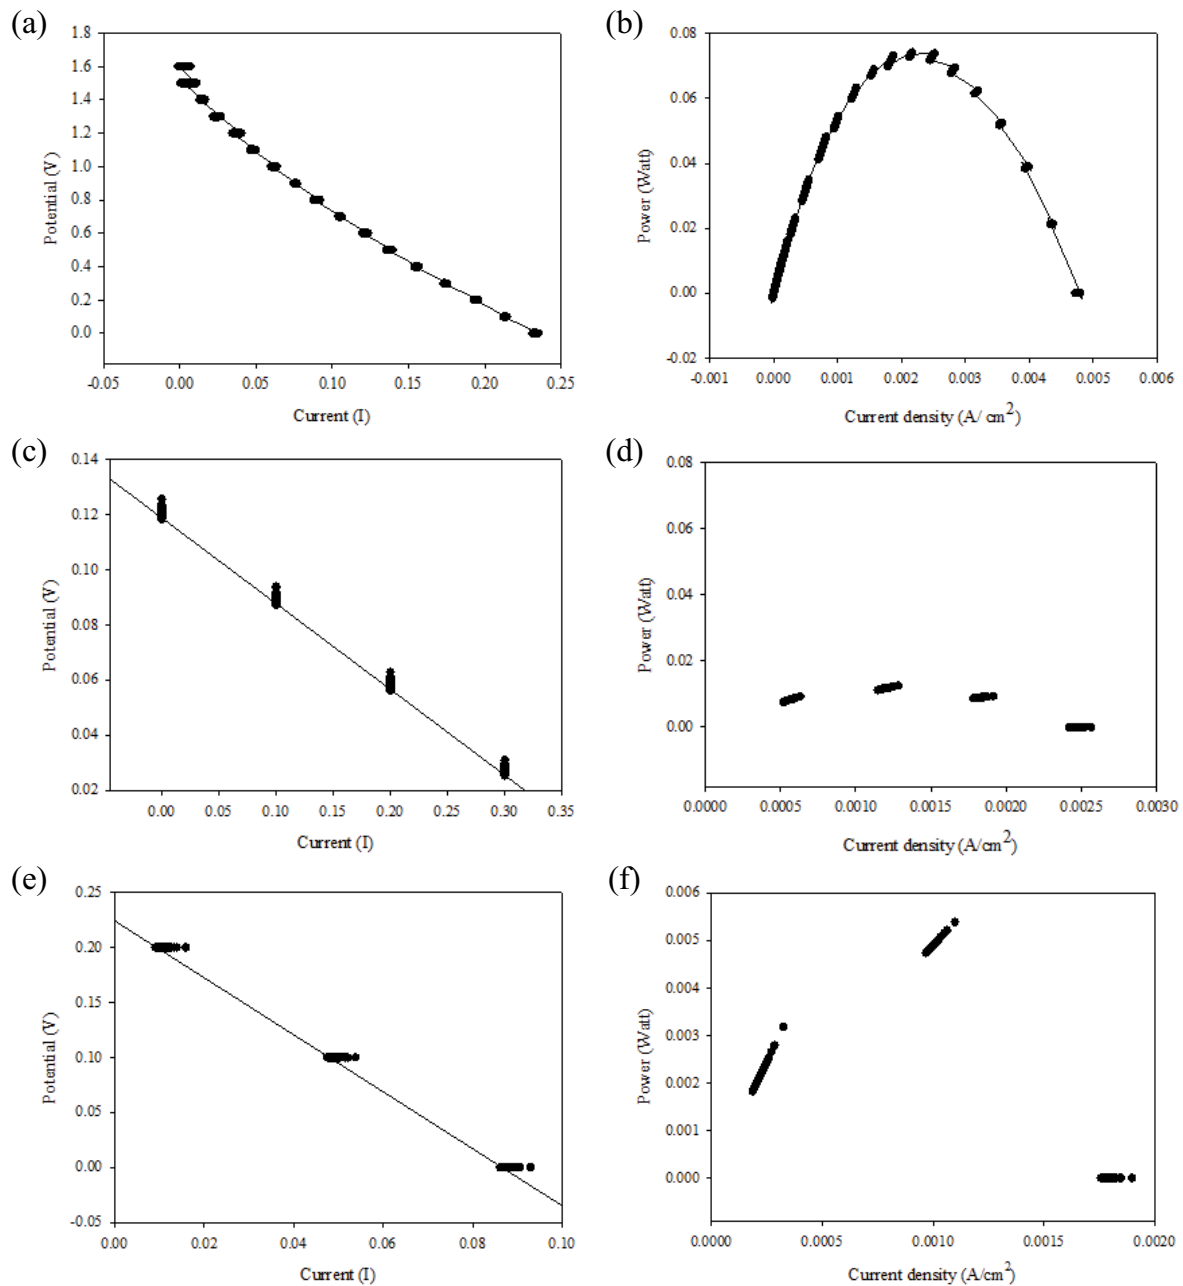 (a)
1.8
1.6
1.4
1.2
1.0
0.8
0.6
0.4
0.2
0.0
Potential (V )
-0.05 0.00 0.05 0.10 0.15 0.20 0.25
Current (I)
(b)
0.08
0.06
0.04
0.02
0.00
-0.02
Power (Watt)
-0.001 0.000 0.001 0.002 0.003 0.004 0.005 0.006
Current density (A/ cm2)
(c)
0.14
0.12
0.10
0.08
0.06
0.04
0.02
Potential (V)
0.00 0.05 0.10 0.15 0.20 0.25 0.30 0.35
Current (I)
(d)
0.08
0.06
0.04
0.02
0.00
Power (Watt)
0.0000 0.0005 0.0010 0.0015 0.0020 0.0025 0.0030
Current density (A/cm2)
(e)
0.25
0.20
0.15
0.10
0.05
0.00
-0.05
Potential (V)
0.00 0.02 0.04 0.06 0.08 0.10
Current (I)
(f)
0.006
0.005
0.004
0.003
0.002
0.001
0.000
Power (Watt)
0.0000 0.0005 0.0010 0.0015 0.0020
Current density (A/cm2)